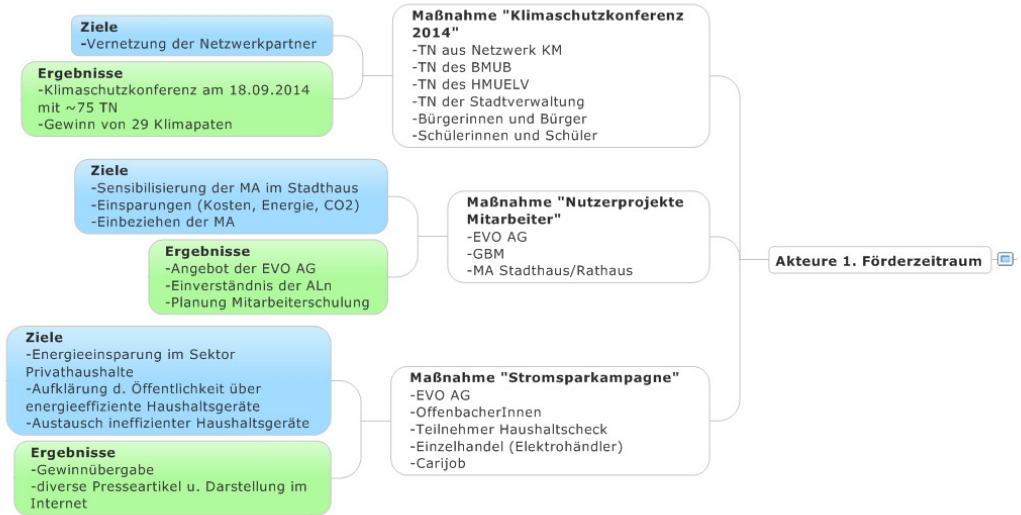 Ziele
-Vernetzung der Netzwerkpartner
Ergebnisse
-Klimaschutzkonferenz am 18.09.2014
mit ~75 TN
-Gewinn von 29 Klimapaten
Maßnahme "Klimaschutzkonferenz
2014"
-TN aus Netzwerk KM
-TN des BMUB
-TN des HMUELV
-TN der Stadtverwaltung
-Bürgerinnen und Bürger
-Schülerinnen und Schüler
Ziele
-Sensibilisierung der MA im Stadthaus
-Einsparungen (Kosten, Energie, CO2)
-Einbeziehen der MA
Ergebnisse
-Angebot der EVO AG
-Einverständnis der ALn
-Planung Mitarbeiterschulung
Maßnahme "Nutzerprojekte
Mitarbeiter"
-EVO AG
-GBM
-MA Stadthaus/Rathaus
Akteure 1. Förderzeitraum
Ziele
-Energieeinsparung im Sektor
Privathaushalte
-Aufklärung d. Öffentlichkeit über
energieeffiziente Haushaltsgeräte
-Austausch ineffizienter Haushaltsgeräte
Ergebnisse
-Gewinnübergabe
-diverse Presseartikel u. Darstellung im
Internet
Maßnahme "Stromsparkampagne"
-EVO AG
-OffenbacherInnen
-Teilnehmer Haushaltscheck
-Einzelhandel (Elektrohändler)
-Carijob